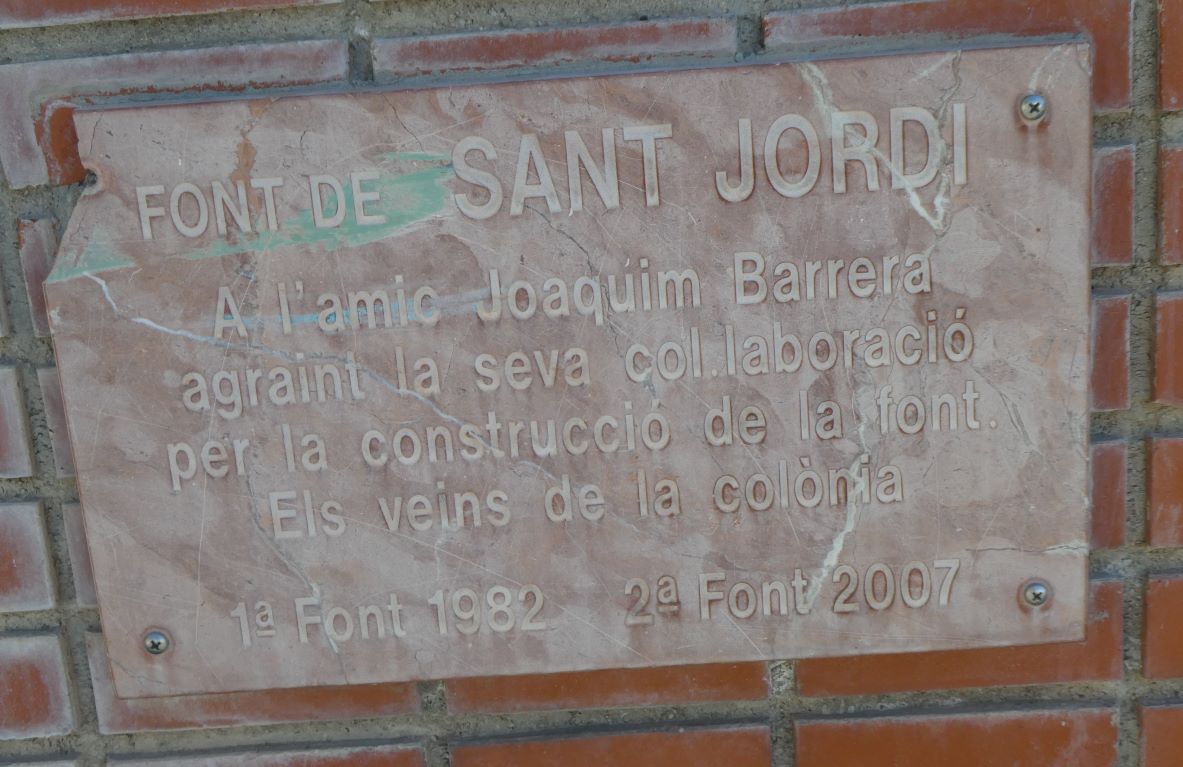 FONT DE SANT JORDI
A l'amic Joaquim Barrera
agraint la seva col.laboració
per la construcció de la font.
Els veins de la colònia
1ª Font 1982 2ª Font 2007